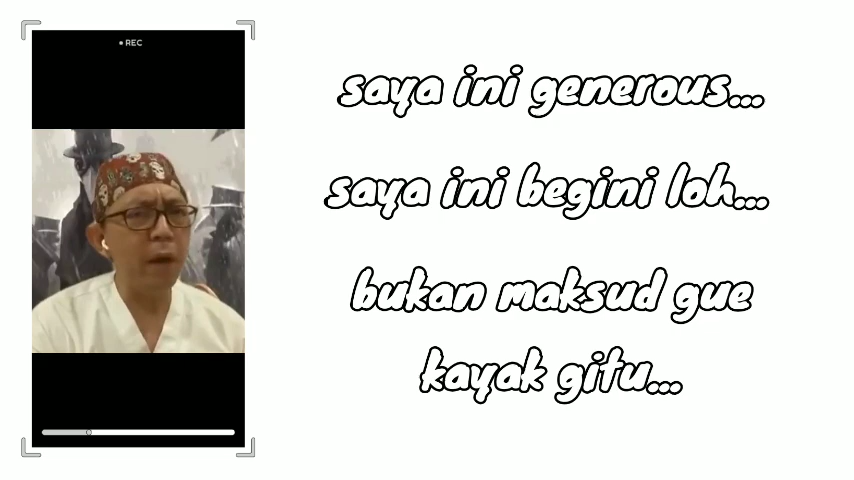 REC
saya ini generous...
saya ini begini loh...
bukan maksud gue
kayak gitu...